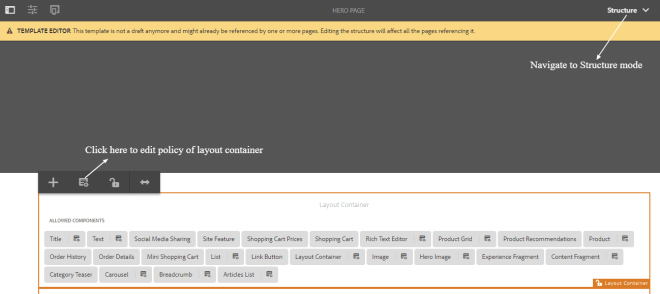 HERO PAGE
Structure
TEMPLATE EDITOR This template is not a draft anymore and might already be referenced by one or more pages. Editing the structure will affect all the pages referencing it.
Navigate to Structure mode
Click here to edit policy of layout container
Layout Container
ALLOWED COMPONENTS
Title Text Social Media Sharing Site Feature Shopping Cart Prices Shopping Cart Rich Text Editor Product Grid Product Recommendations Product
Order History Order Details Mini Shopping Cart List Link Button Layout Container Image Hero Image Experience Fragment Content Fragment
Category Teaser Carousel Breadcrumb Articles List
Layout Container